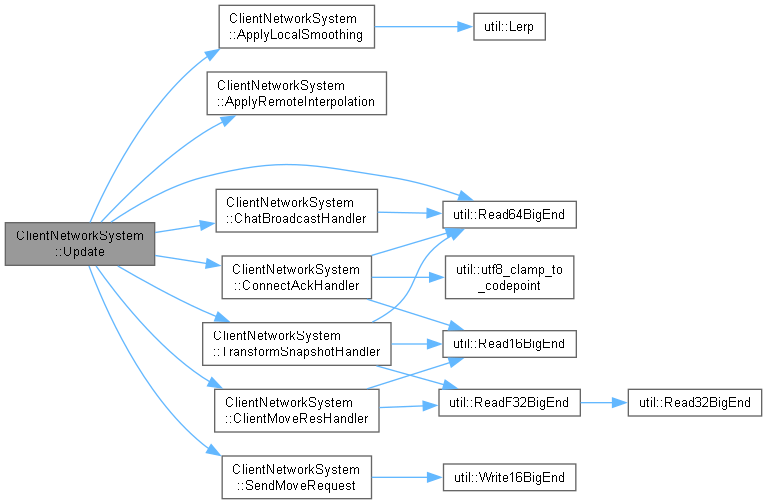 ClientNetworkSystem
::Update
ClientNetworkSystem
::ApplyLocalSmoothing
util::Lerp
ClientNetworkSystem
::ApplyRemoteInterpolation
ClientNetworkSystem
::ChatBroadcastHandler
util::Read64BigEnd
ClientNetworkSystem
::ConnectAckHandler
util::utf8_clamp_to
_codepoint
ClientNetworkSystem
::TransformSnapshotHandler
util::Read16BigEnd
ClientNetworkSystem
::ClientMoveResHandler
util::ReadF32BigEnd
util::Read32BigEnd
ClientNetworkSystem
::SendMoveRequest
util::Write16BigEnd